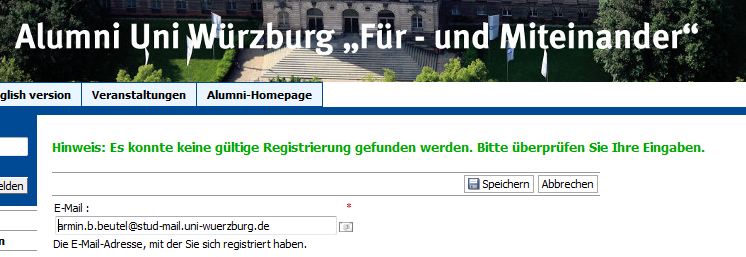 Alumni Uni Würzburg „Für - und Miteinander“
glish version Veranstaltungen Alumni-Homepage
Hinweis: Es konnte keine gültige Registrierung gefunden werden. Bitte überprüfen Sie Ihre Eingaben.
elden
Speichern Abbrechen
E-Mail : *
armin.b.beutel@stud-mail.uni-wuerzburg.de
n
Die E-Mail-Adresse, mit der Sie sich registriert haben.